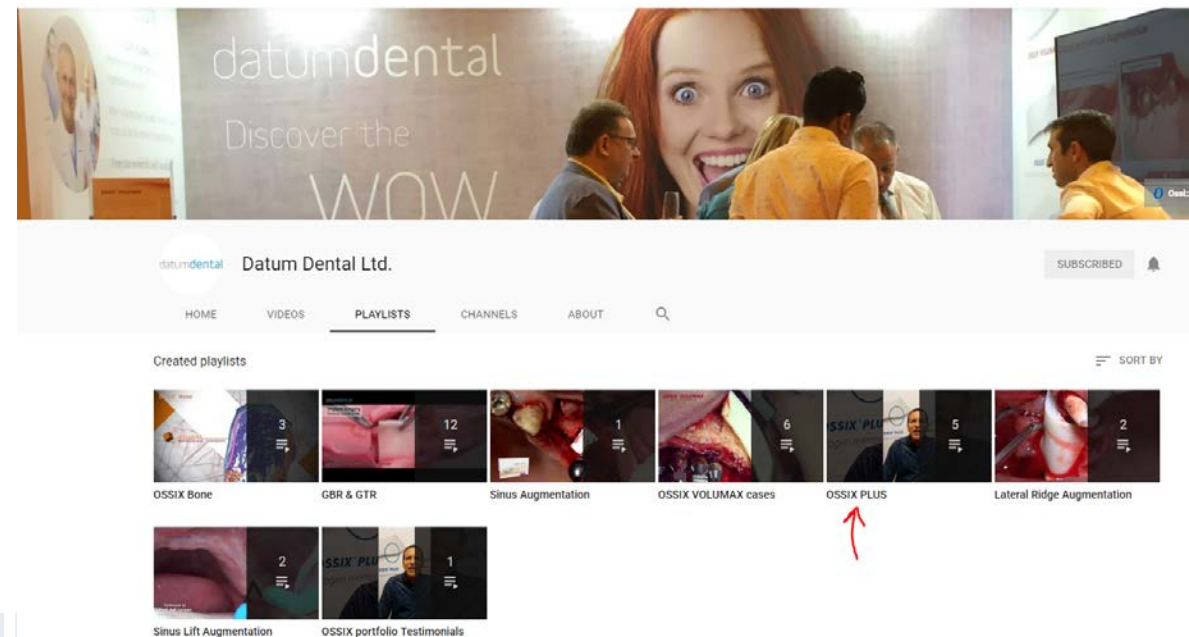 datumdental
Discover the
WOW
datumdental
Datum Dental Ltd.
SUBSCRIBED
HOME VIDEOS PLAYLISTS CHANNELS ABOUT
Created playlists
SORT BY
3 12 1 6 5 2
OSSIX Bone GBR & GTR Sinus Augmentation OSSIX VOLUMAX cases OSSIX PLUS Lateral Ridge Augmentation
2 1
Sinus Lift Augmentation OSSIX portfolio Testimonials